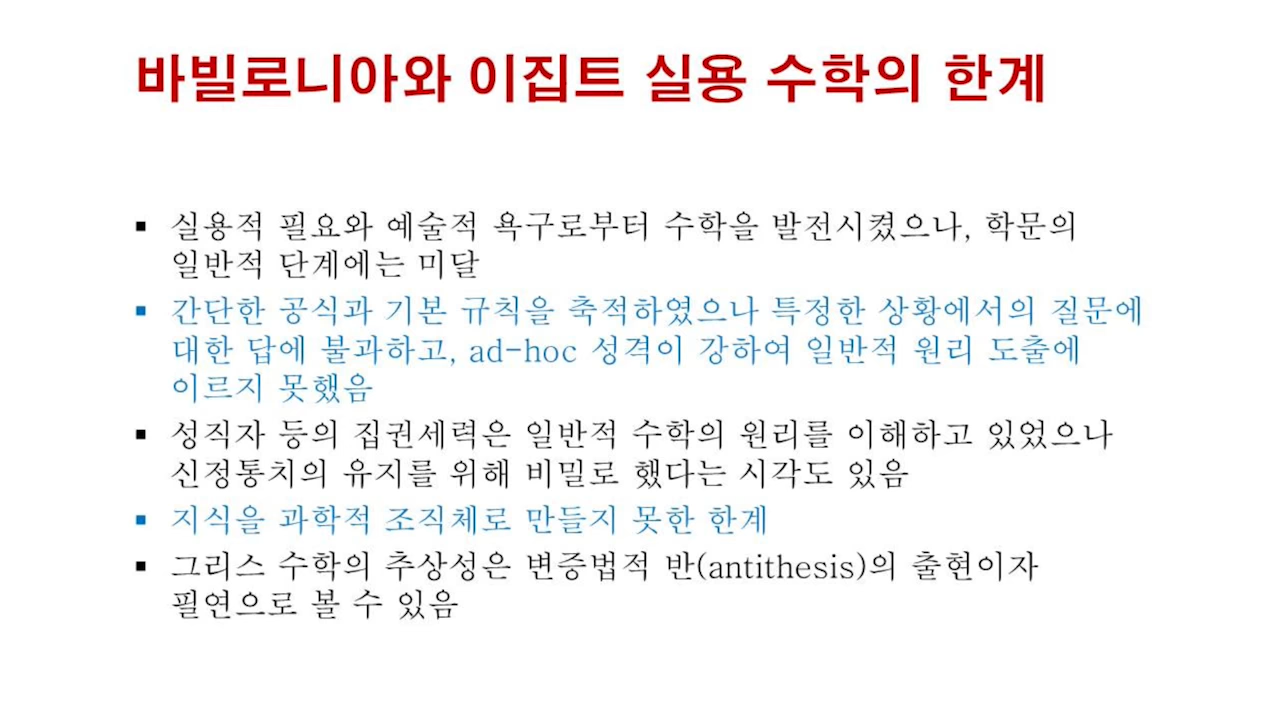 바빌로니아와 이집트 실용 수학의 한계
▪ 실용적 필요와 예술적 욕구로부터 수학을 발전시켰으나, 학문의
일반적 단계에는 미달
▪ 간단한 공식과 기본 규칙을 축적하였으나 특정한 상황에서의 질문에
대한 답에 불과하고, ad-hoc 성격이 강하여 일반적 원리 도출에
이르지 못했음
▪ 성직자 등의 집권세력은 일반적 수학의 원리를 이해하고 있었으나
신정통치의 유지를 위해 비밀로 했다는 시각도 있음
▪ 지식을 과학적 조직체로 만들지 못한 한계
▪ 그리스 수학의 추상성은 변증법적 반(antithesis)의 출현이자
필연으로 볼 수 있음